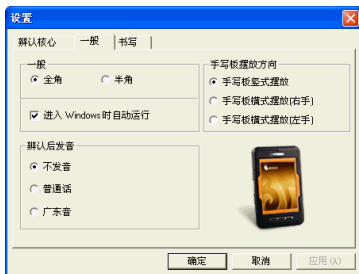 设置
辨认核心 一般 书写
一般
全角 半角
进入 Windows 时自动运行
手写板摆放方向
手写板竖式摆放
手写板横式摆放(右手)
手写板横式摆放(左手)
辨认后发音
不发音
普通话
广东音
确定 取消 应用(A)